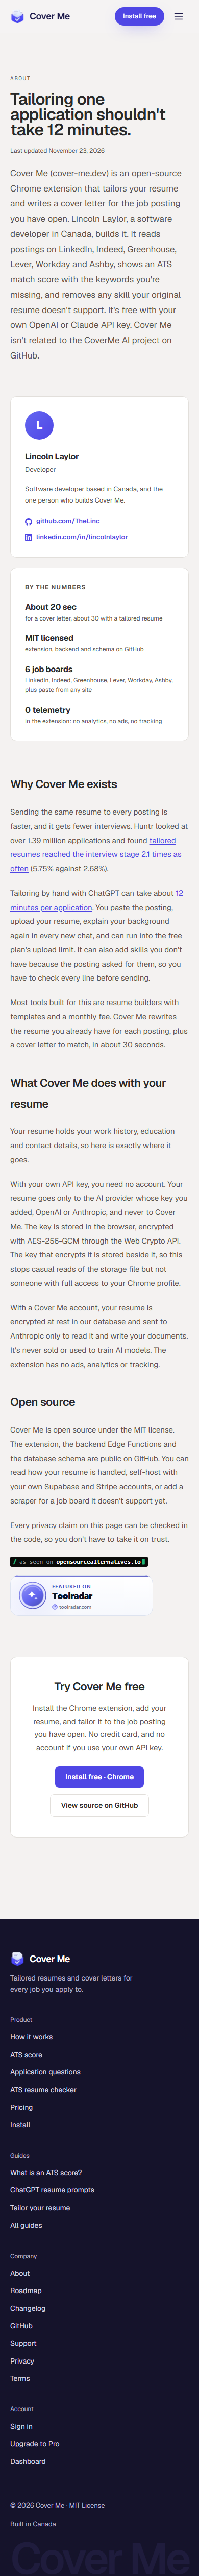 Cover Me
Install free
ABOUT
Tailoring one
application shouldn't
take 12 minutes.
Last updated November 23, 2026
Cover Me (cover-me.dev) is an open-source
Chrome extension that tailors your resume
and writes a cover letter for the job posting
you have open. Lincoln Laylor, a software
developer in Canada, builds it. It reads
postings on LinkedIn, Indeed, Greenhouse,
Lever, Workday and Ashby, shows an ATS
match score with the keywords you're
missing, and removes any skill your original
resume doesn't support. It's free with your
own OpenAI or Claude API key. Cover Me
isn't related to the CoverMe AI project on
GitHub.
L
Lincoln Laylor
Developer
Software developer based in Canada, and the
one person who builds Cover Me.
github.com/TheLinc
linkedin.com/in/lincolnlaylor
BY THE NUMBERS
About 20 sec
for a cover letter, about 30 with a tailored resume
MIT licensed
extension, backend and schema on GitHub
6 job boards
LinkedIn, Indeed, Greenhouse, Lever, Workday, Ashby,
plus paste from any site
0 telemetry
in the extension: no analytics, no ads, no tracking
Why Cover Me exists
Sending the same resume to every posting is
faster, and it gets fewer interviews. Huntr looked at
over 1.39 million applications and found tailored
resumes reached the interview stage 2.1 times as
often (5.75% against 2.68%).
Tailoring by hand with ChatGPT can take about 12
minutes per application. You paste the posting,
upload your resume, explain your background
again in every new chat, and can run into the free
plan's upload limit. It can also add skills you don't
have because the posting asked for them, so you
have to check every line before sending.
Most tools built for this are resume builders with
templates and a monthly fee. Cover Me rewrites
the resume you already have for each posting, plus
a cover letter to match, in about 30 seconds.
What Cover Me does with your
resume
Your resume holds your work history, education
and contact details, so here is exactly where it
goes.
With your own API key, you need no account. Your
resume goes only to the AI provider whose key you
added, OpenAI or Anthropic, and never to Cover
Me. The key is stored in the browser, encrypted
with AES-256-GCM through the Web Crypto API.
The key that encrypts it is stored beside it, so this
stops casual reads of the storage file but not
someone with full access to your Chrome profile.
With a Cover Me account, your resume is
encrypted at rest in our database and sent to
Anthropic only to read it and write your documents.
It's never sold or used to train AI models. The
extension has no ads, analytics or tracking.
Open source
Cover Me is open source under the MIT license.
The extension, the backend Edge Functions and
the database schema are public on GitHub. You can
read how your resume is handled, self-host with
your own Supabase and Stripe accounts, or add a
scraper for a job board it doesn't support yet.
Every privacy claim on this page can be checked in
the code, so you don't have to take it on trust.
/ as seen on opensourcealternatives.to
FEATURED ON
Toolradar
toolradar.com
Try Cover Me free
Install the Chrome extension, add your
resume, and tailor it to the job posting
you have open. No credit card, and no
account if you use your own API key.
Install free · Chrome
View source on GitHub
Cover Me
Tailored resumes and cover letters for
every job you apply to.
Product
How it works
ATS score
Application questions
ATS resume checker
Pricing
Install
Guides
What is an ATS score?
ChatGPT resume prompts
Tailor your resume
All guides
Company
About
Roadmap
Changelog
GitHub
Support
Privacy
Terms
Account
Sign in
Upgrade to Pro
Dashboard
© 2026 Cover Me · MIT License
Built in Canada
Cover Me